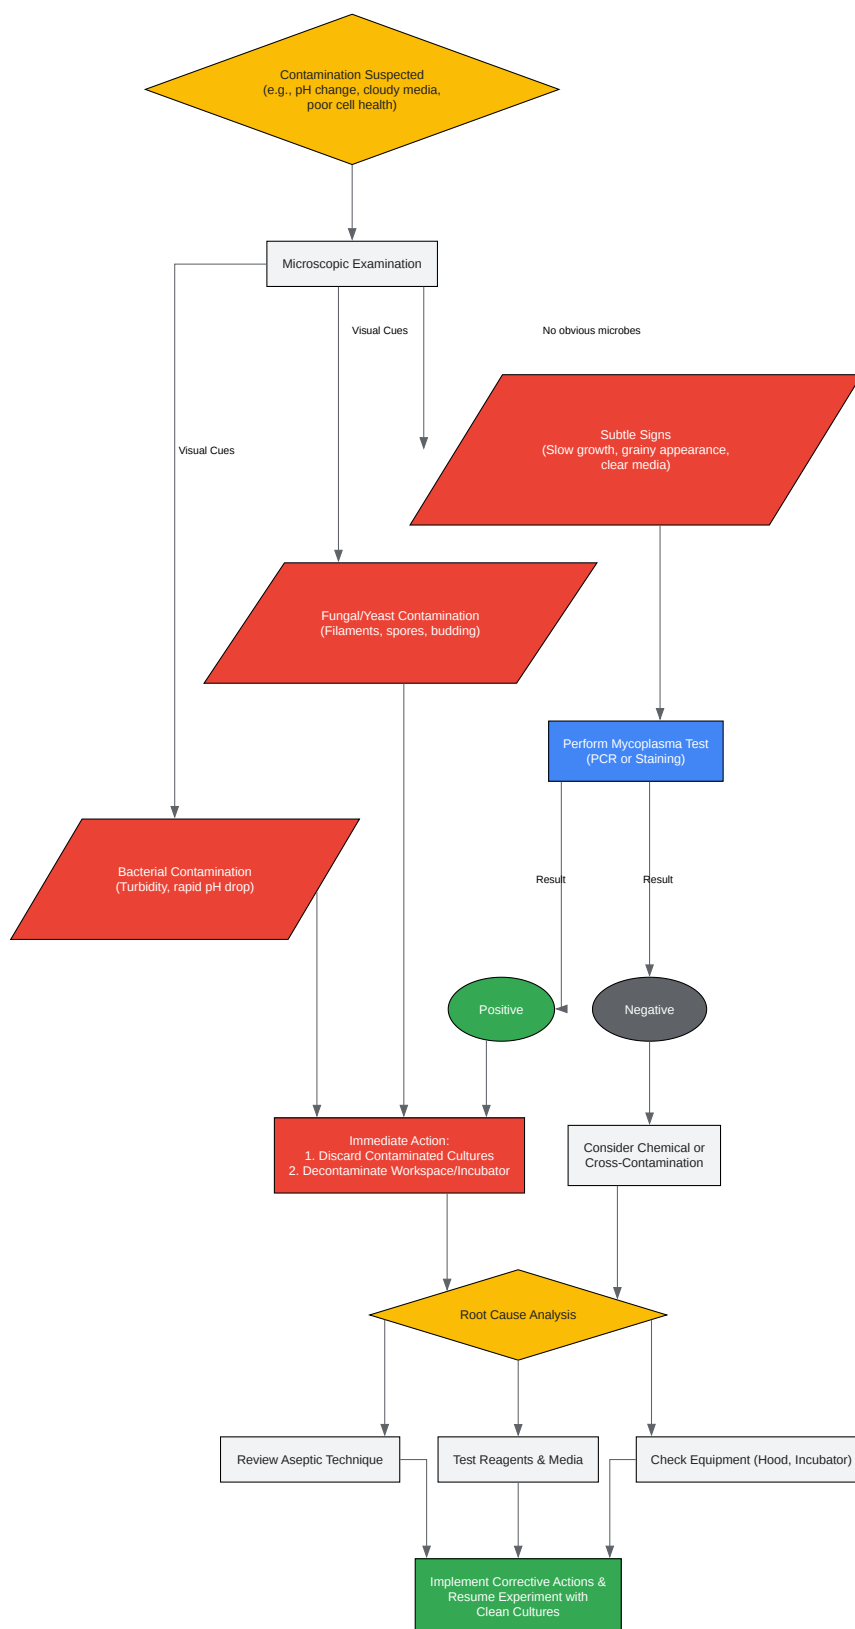 Contamination Suspected
(e.g., pH change, cloudy media,
poor cell health)
Microscopic Examination
Visual Cues
No obvious microbes
Subtle Signs
(Slow growth, grainy appearance,
clear media)
Visual Cues
Fungal/Yeast Contamination
(Filaments, spores, budding)
Perform Mycoplasma Test
(PCR or Staining)
Bacterial Contamination
(Turbidity, rapid pH drop)
Result
Result
Positive
Negative
Immediate Action:
1. Discard Contaminated Cultures
2. Decontaminate Workspace/Incubator
Consider Chemical or
Cross-Contamination
Root Cause Analysis
Review Aseptic Technique
Test Reagents & Media
Check Equipment (Hood, Incubator)
Implement Corrective Actions &
Resume Experiment with
Clean Cultures